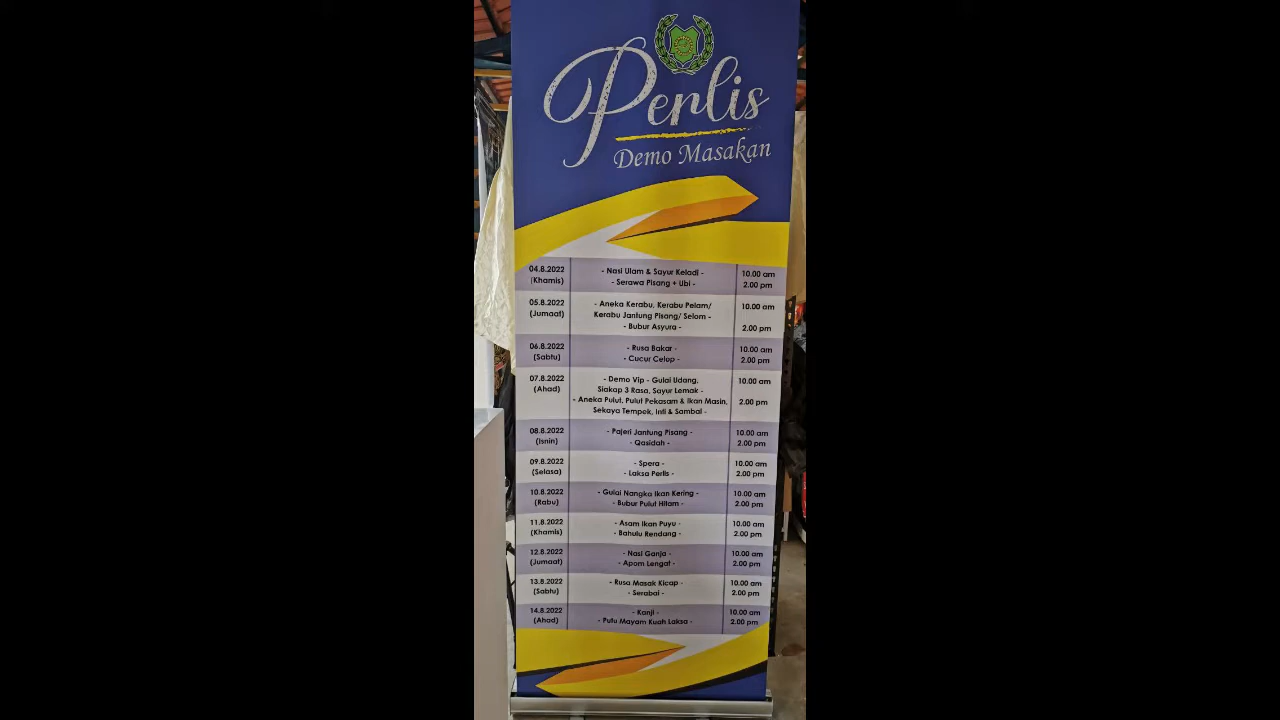 Perlis
Demo Masakan
04.8.2022 - Nasi Ulam & Sayur Keladi - 10.00 am
(Khamis) - Serawa Pisang + Ubi - 2.00 pm
05.8.2022 - Aneka Kerabu, Kerabu Pelam/ 10.00 am
(Jumaat) Kerabu Jantung Pisang/ Selom -
- Bubur Asyura - 2.00 pm
06.8.2022 - Rusa Bakar - 10.00 am
(Sabtu) - Cucur Celop - 2.00 pm
07.8.2022 - Demo Vip - Gulai Udang, 10.00 am
(Ahad) Siakap 3 Rasa, Sayur Lemak -
- Aneka Pulut, Pulut Pekasam & Ikan Masin, 2.00 pm
Sekaya Tempek, Inti & Sambal -
08.8.2022 - Pajeri Jantung Pisang - 10.00 am
(Isnin) - Qasidah - 2.00 pm
09.8.2022 - Spera - 10.00 am
(Selasa) - Laksa Perlis - 2.00 pm
10.8.2022 - Gulai Nangka Ikan Kering - 10.00 am
(Rabu) - Bubur Pulut Hitam - 2.00 pm
11.8.2022 - Asam Ikan Puyu - 10.00 am
(Khamis) - Bahulu Rendang - 2.00 pm
12.8.2022 - Nasi Ganja - 10.00 am
(Jumaat) - Apom Lengat - 2.00 pm
13.8.2022 - Rusa Masak Kicap - 10.00 am
(Sabtu) - Serabai - 2.00 pm
14.8.2022 - Kanji - 10.00 am
(Ahad) - Putu Mayam Kuah Laksa - 2.00 pm